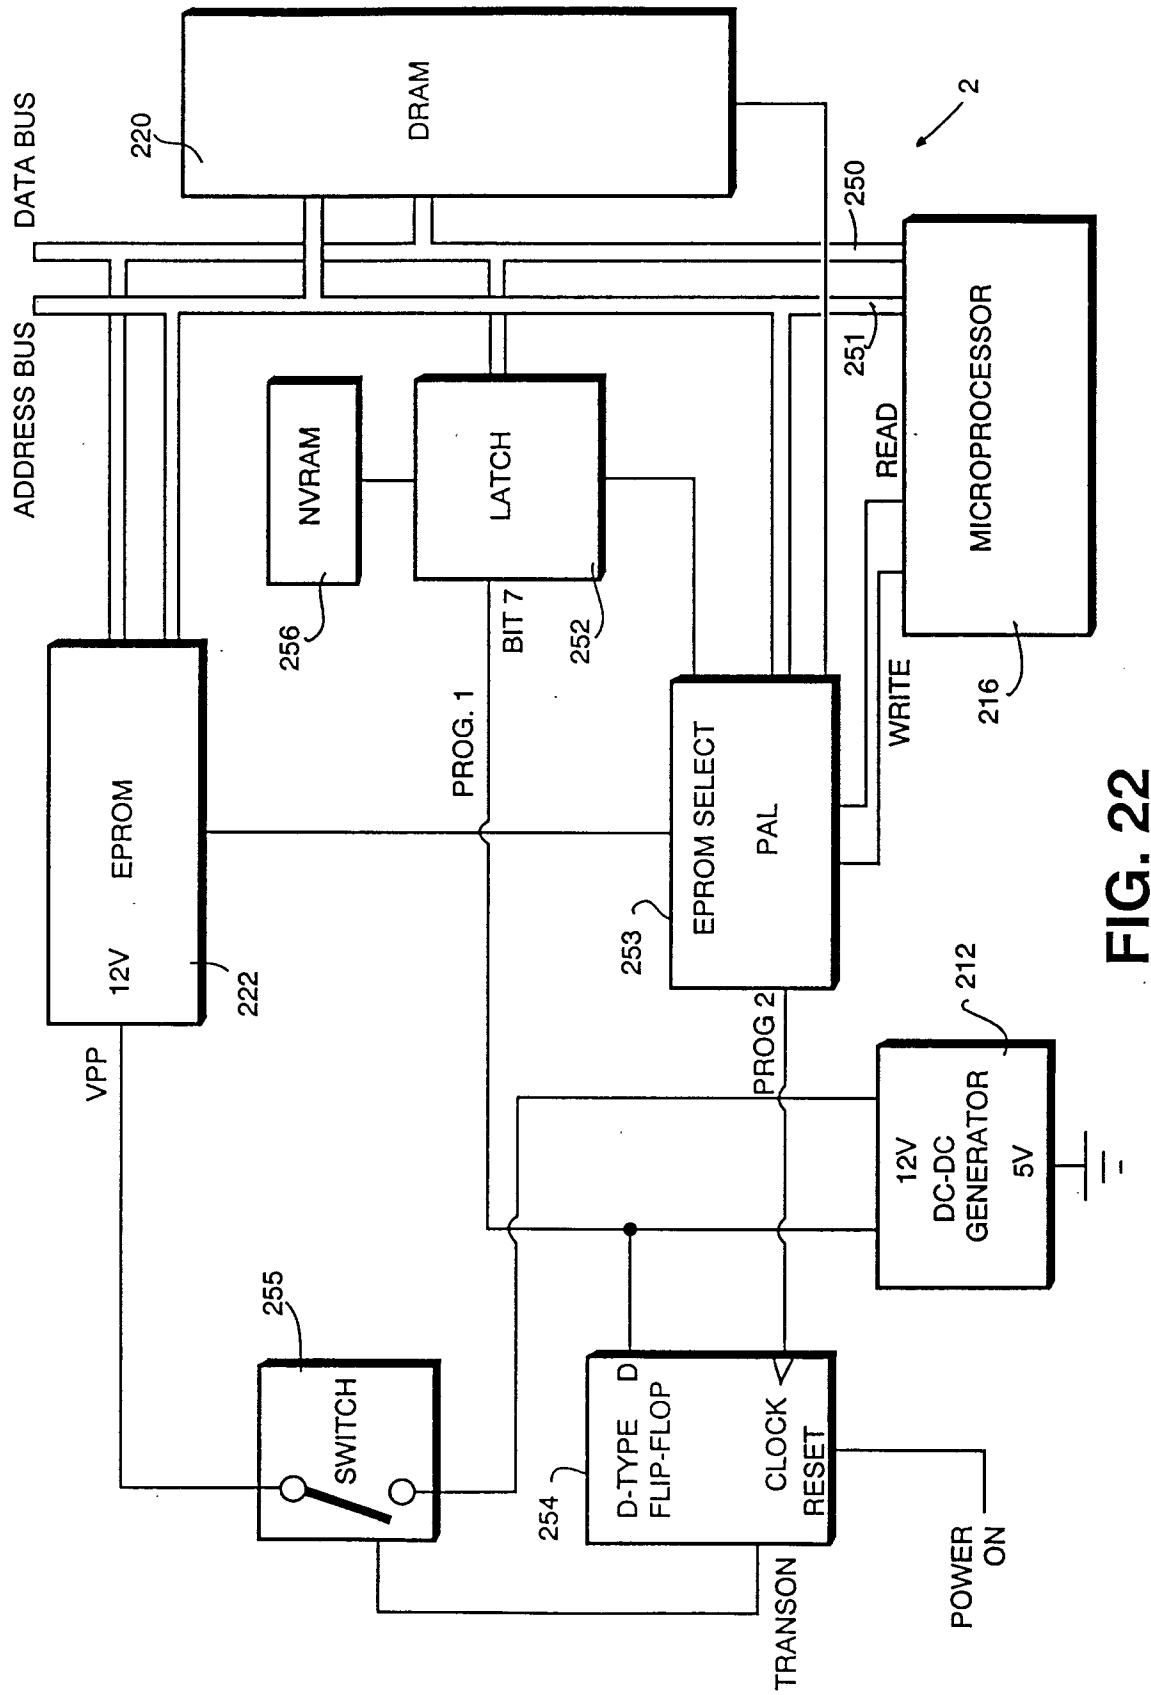 ADDRESS BUS
DATA BUS
VPP
12V
EPROM
222
220
DRAM
255
SWITCH
256
NVRAM
LATCH
PROG. 1
BIT 7
252
254
D-TYPE
FLIP-FLOP
D
CLOCK
RESET
TRANSON
POWER
ON
253
EPROM SELECT
PAL
PROG 2
212
12V
DC-DC
GENERATOR
5V
WRITE
READ
251
250
2
216
MICROPROCESSOR
FIG. 22